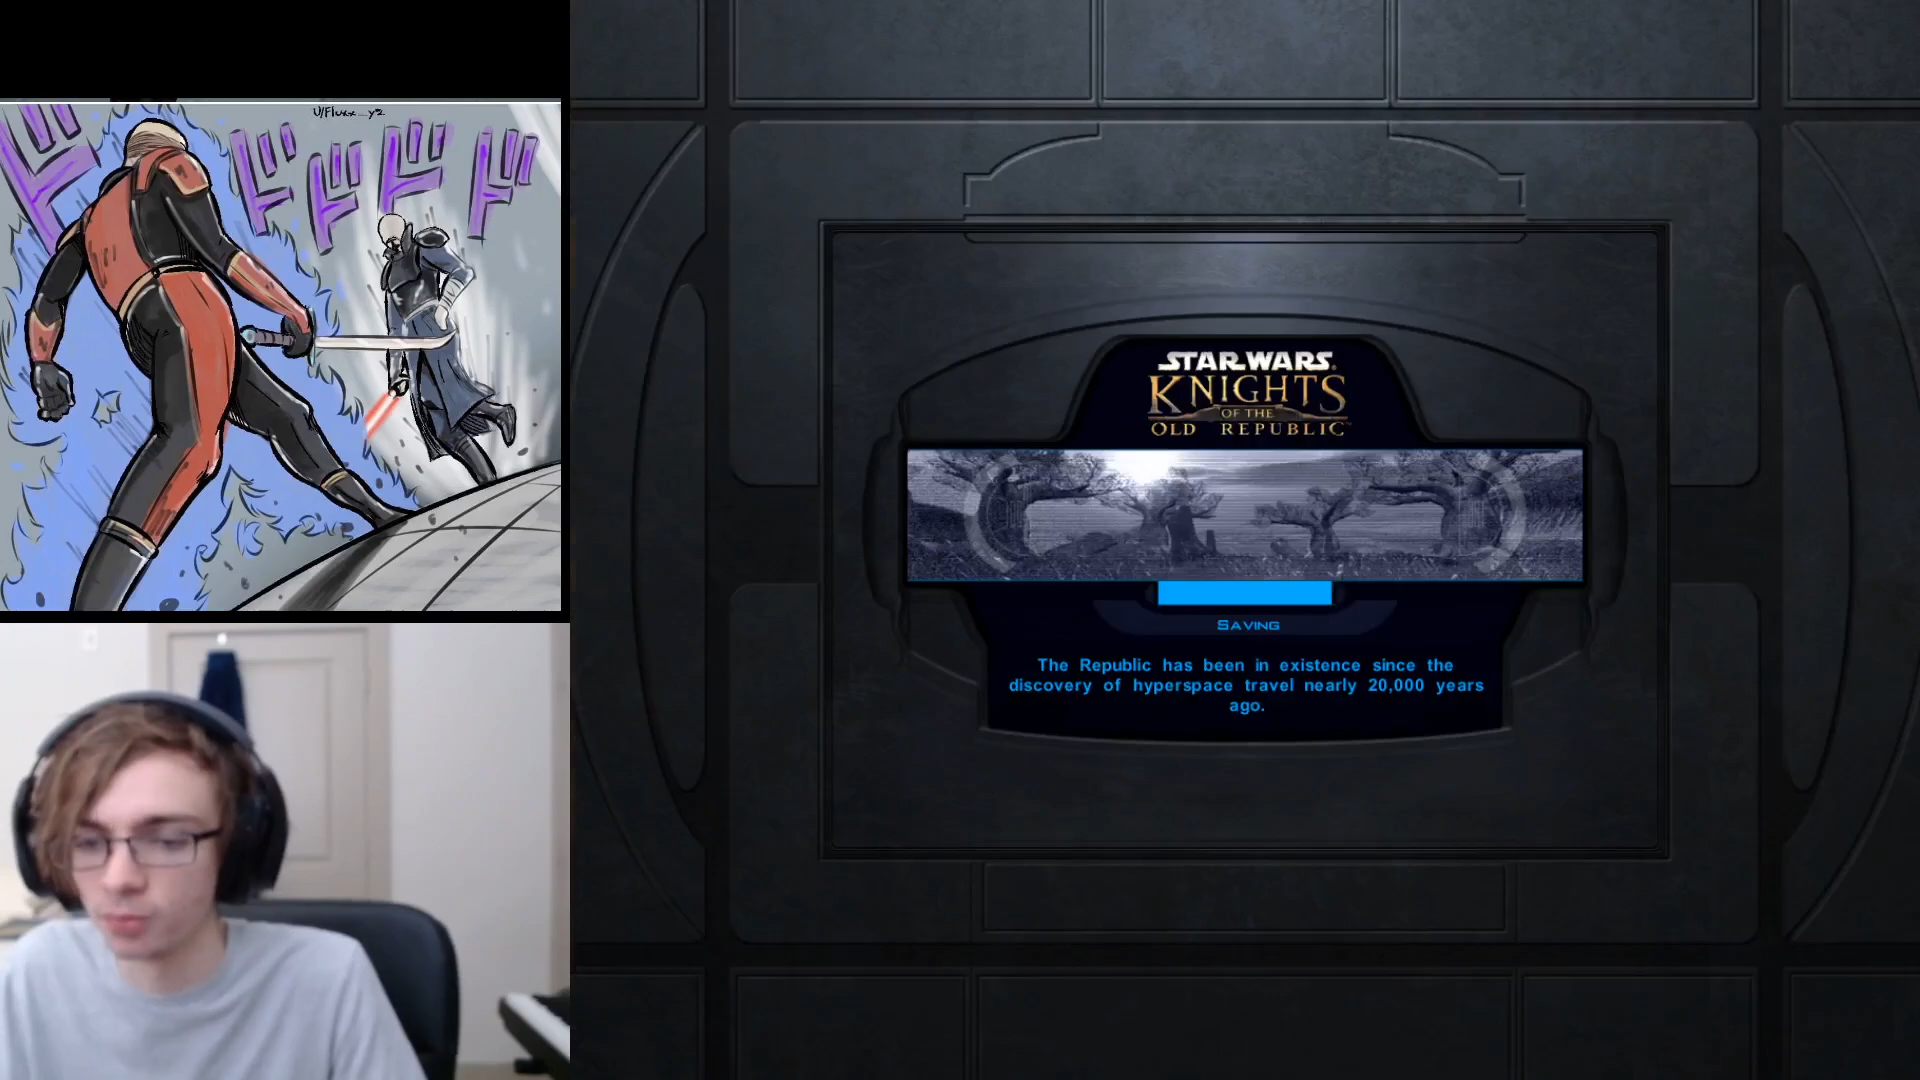 U/Fluxx_yz
ド ド ド ド ド
STAR WARS
KNIGHTS
OF THE
OLD REPUBLIC
SAVING
The Republic has been in existence since the
discovery of hyperspace travel nearly 20,000 years
ago.